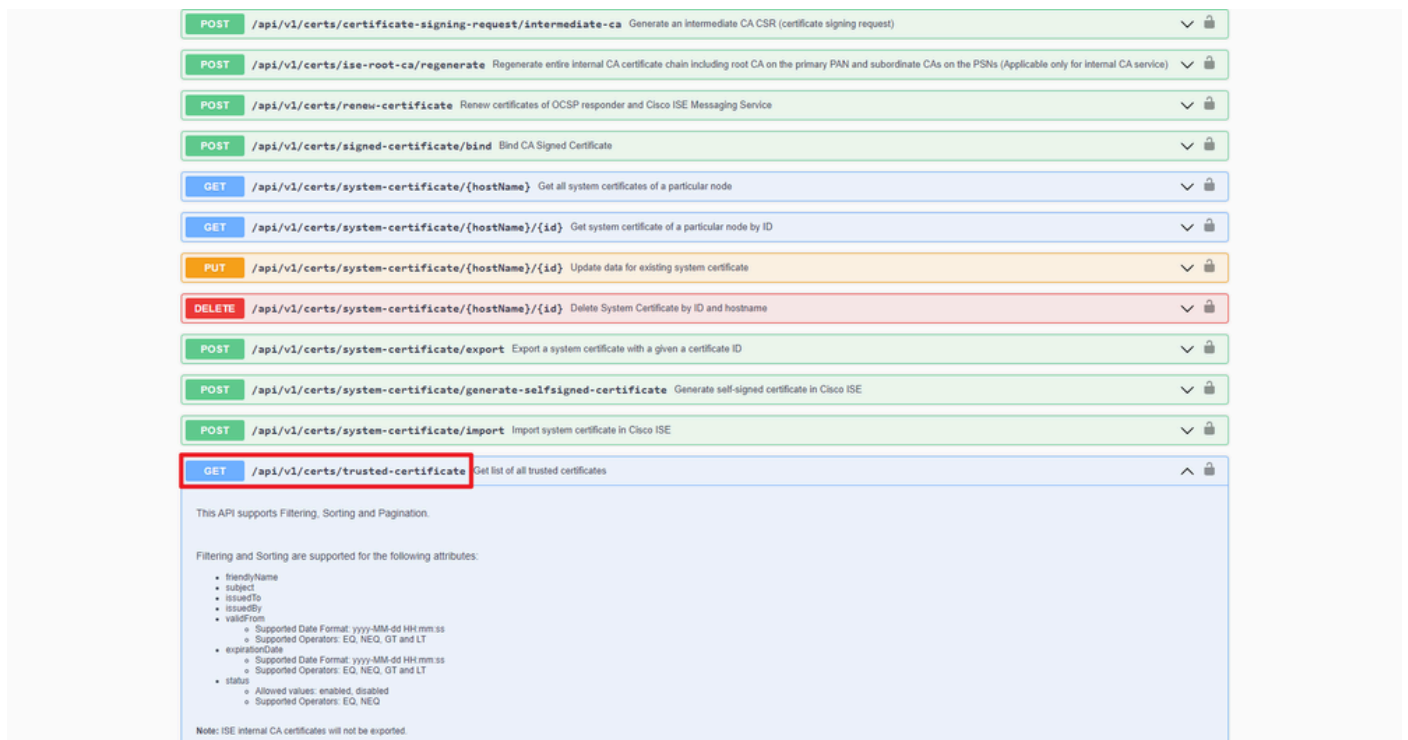 POST /api/v1/certs/certificate-signing-request/intermediate-ca Generate an intermediate CA CSR (certificate signing request)
POST /api/v1/certs/ise-root-ca/regenerate Regenerate entire internal CA certificate chain including root CA on the primary PAN and subordinate CAs on the PSNs (Applicable only for internal CA service)
POST /api/v1/certs/renew-certificate Renew certificates of OCSP responder and Cisco ISE Messaging Service
POST /api/v1/certs/signed-certificate/bind Bind CA Signed Certificate
GET /api/v1/certs/system-certificate/{hostName} Get all system certificates of a particular node
GET /api/v1/certs/system-certificate/{hostName}/{id} Get system certificate of a particular node by ID
PUT /api/v1/certs/system-certificate/{hostName}/{id} Update data for existing system certificate
DELETE /api/v1/certs/system-certificate/{hostName}/{id} Delete System Certificate by ID and hostname
POST /api/v1/certs/system-certificate/export Export a system certificate with a given a certificate ID
POST /api/v1/certs/system-certificate/generate-selfsigned-certificate Generate self-signed certificate in Cisco ISE
POST /api/v1/certs/system-certificate/import Import system certificate in Cisco ISE
GET /api/v1/certs/trusted-certificate Get list of all trusted certificates
This API supports Filtering, Sorting and Pagination.
Filtering and Sorting are supported for the following attributes:
friendlyName
subject
issuedTo
issuedBy
validFrom
Supported Date Format: yyyy-MM-dd HH:mm:ss
Supported Operators: EQ, NEQ, GT and LT
expirationDate
Supported Date Format: yyyy-MM-dd HH:mm:ss
Supported Operators: EQ, NEQ, GT and LT
status
Allowed values: enabled, disabled
Supported Operators: EQ, NEQ
Note: ISE internal CA certificates will not be exported.